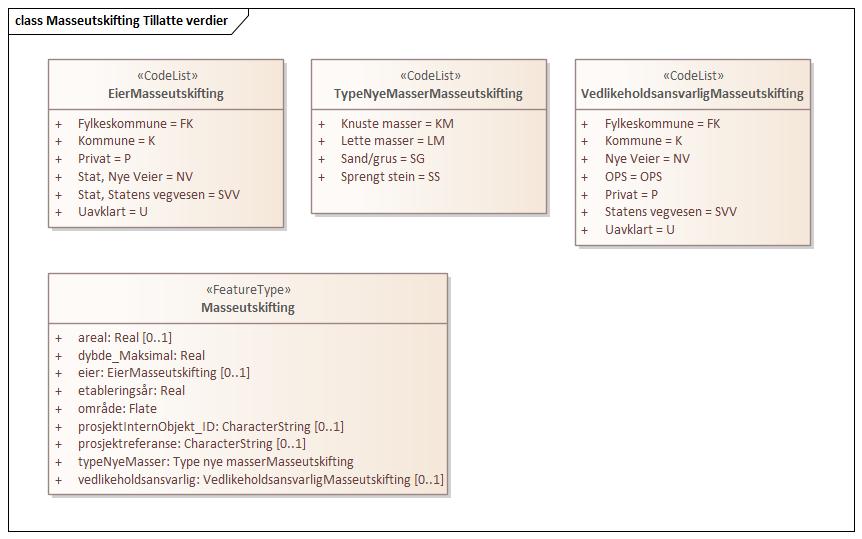 class Masseutskifting Tillatte verdier
«CodeList»
EierMasseutskifting
+ Fylkeskommune = FK
+ Kommune = K
+ Privat = P
+ Stat, Nye Veier = NV
+ Stat, Statens vegvesen = SVV
+ Uavklart = U
«CodeList»
TypeNyeMasserMasseutskifting
+ Knuste masser = KM
+ Lette masser = LM
+ Sand/grus = SG
+ Sprengt stein = SS
«CodeList»
VedlikeholdsansvarligMasseutskifting
+ Fylkeskommune = FK
+ Kommune = K
+ Nye Veier = NV
+ OPS = OPS
+ Privat = P
+ Statens vegvesen = SVV
+ Uavklart = U
«FeatureType»
Masseutskifting
+ areal: Real [0..1]
+ dybde_Maksimal: Real
+ eier: EierMasseutskifting [0..1]
+ etableringsår: Real
+ område: Flate
+ prosjektInternObjekt_ID: CharacterString [0..1]
+ prosjektreferanse: CharacterString [0..1]
+ typeNyeMasser: Type nye masserMasseutskifting
+ vedlikeholdsansvarlig: VedlikeholdsansvarligMasseutskifting [0..1]